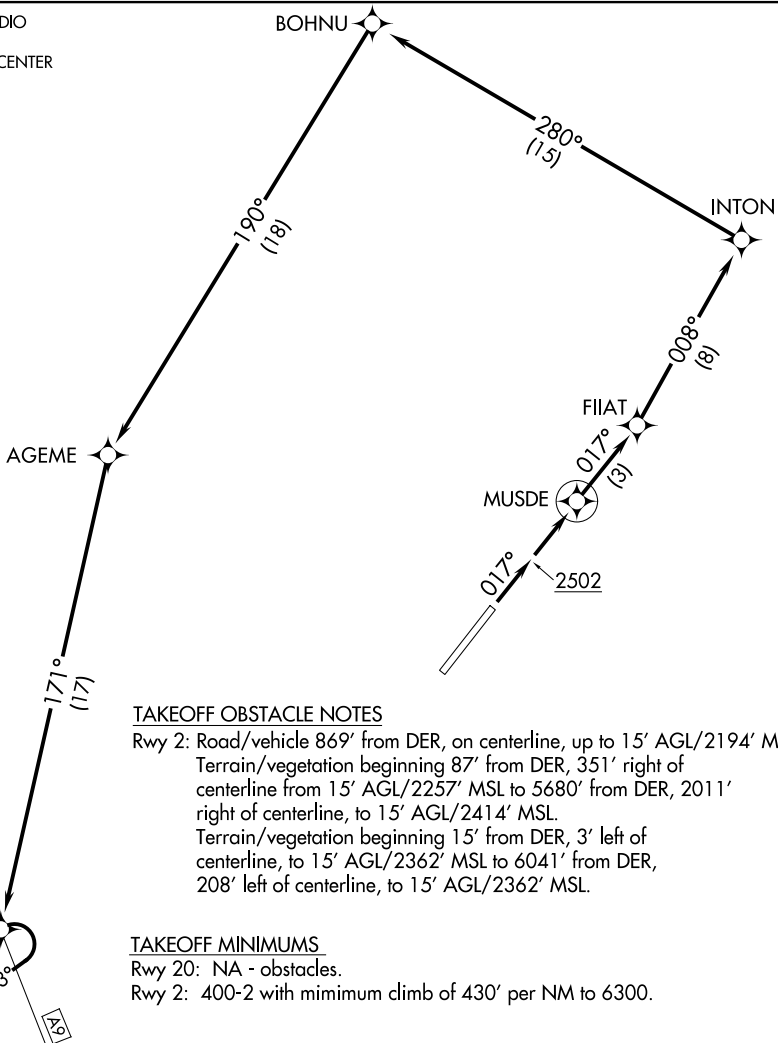 DIO
BOHNU
CENTER
280°
(15)
INTON
190°
(18)
008°
(8)
FIIAT
017°
(3)
AGEME
MUSDE
017°
2502
171°
(17)
TAKEOFF OBSTACLE NOTES
Rwy 2: Road/vehicle 869' from DER, on centerline, up to 15' AGL/2194' M
Terrain/vegetation beginning 87' from DER, 351' right of
centerline from 15' AGL/2257' MSL to 5680' from DER, 2011'
right of centerline, to 15' AGL/2414' MSL.
Terrain/vegetation beginning 15' from DER, 3' left of
centerline, to 15' AGL/2362' MSL to 6041' from DER,
208' left of centerline, to 15' AGL/2362' MSL.
TAKEOFF MINIMUMS
Rwy 20: NA - obstacles.
3°
Rwy 2: 400-2 with mimimum climb of 430' per NM to 6300.
A9